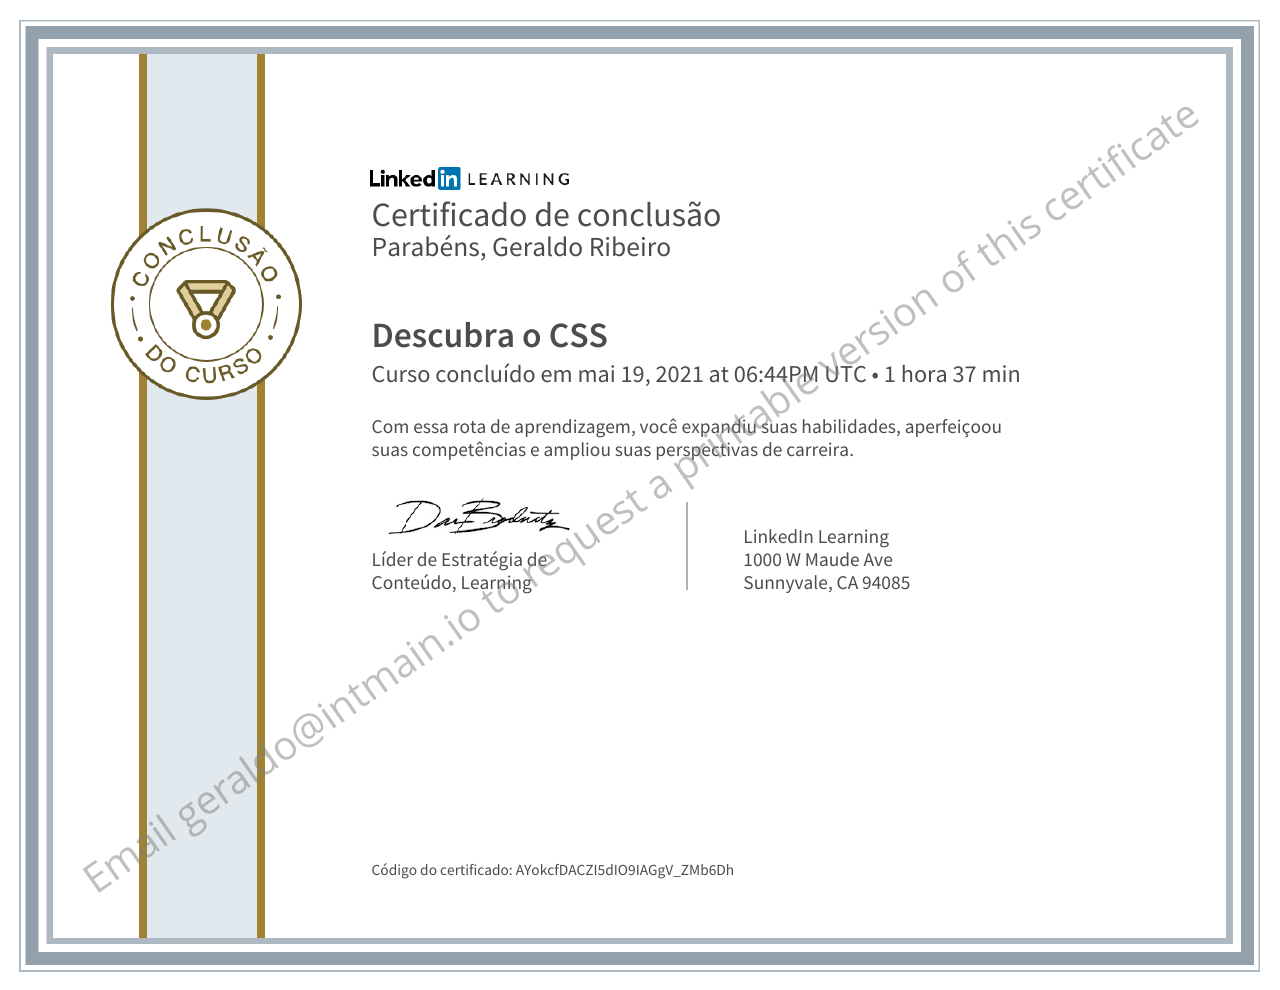 LinkedIn LEARNING
Certificado de conclusão
Parabéns, Geraldo Ribeiro
CONCLUSÃO
DO CURSO
Descubra o CSS
Curso concluído em mai 19, 2021 at 06:44PM UTC • 1 hora 37 min
Com essa rota de aprendizagem, você expandiu suas habilidades, aperfeiçoou
suas competências e ampliou suas perspectivas de carreira.
Líder de Estratégia de
Conteúdo, Learning
LinkedIn Learning
1000 W Maude Ave
Sunnyvale, CA 94085
Email geraldo@intmain.io to request a printable version of this certificate
Código do certificado: AYokcfDACZI5dIO9IAGgV_ZMb6Dh